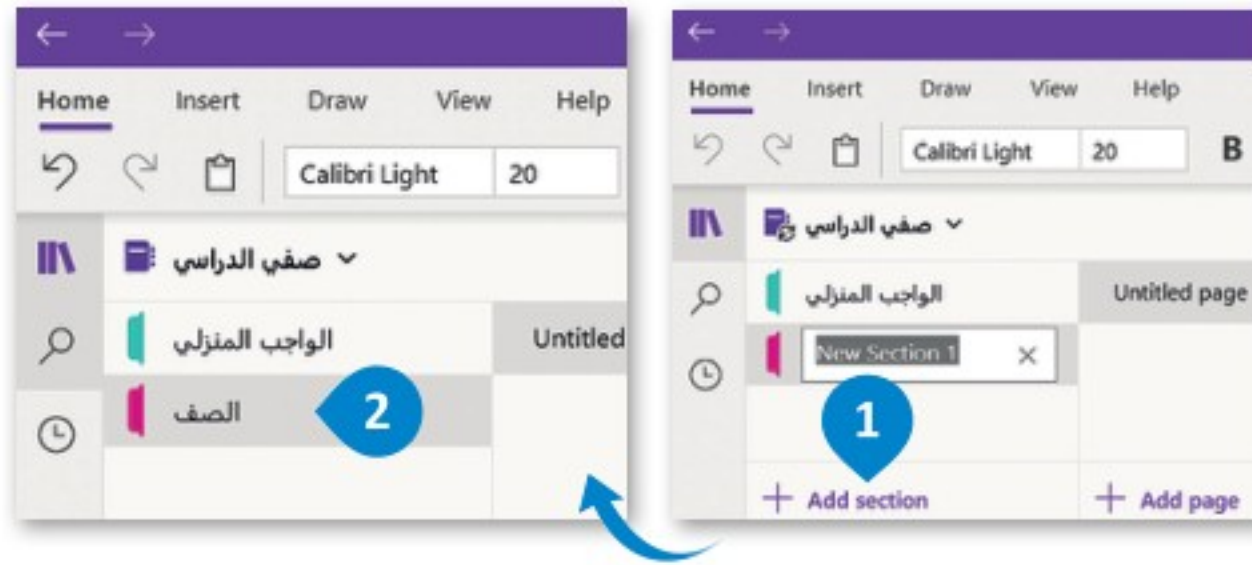 Home Insert Draw View Help
Calibri Light 20
صفي الدراسي
الواجب المنزلي
Untitled
الصف
2
Home Insert Draw View Help
Calibri Light 20 B
صفي الدراسي
الواجب المنزلي
Untitled page
New Section 1
1
Add section
Add page